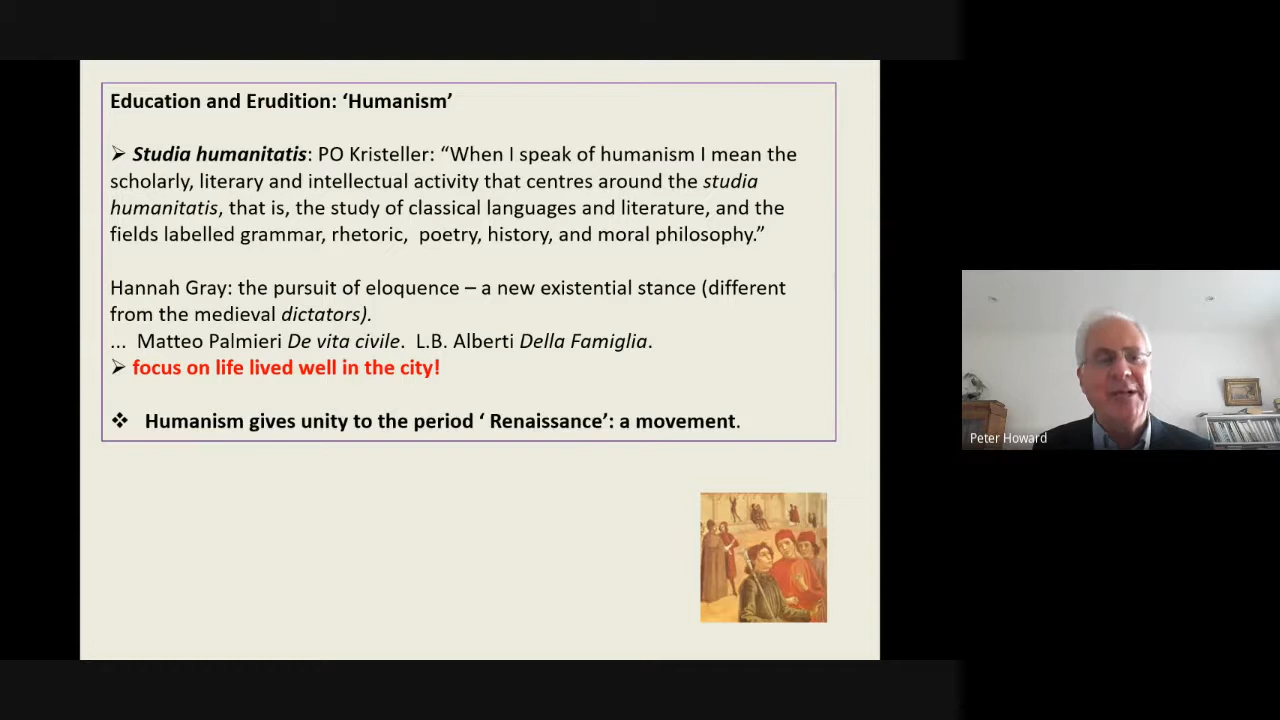 Education and Erudition: ‘Humanism’
➢ Studia humanitatis: PO Kristeller: “When I speak of humanism I mean the
scholarly, literary and intellectual activity that centres around the studia
humanitatis, that is, the study of classical languages and literature, and the
fields labelled grammar, rhetoric, poetry, history, and moral philosophy.”
Hannah Gray: the pursuit of eloquence – a new existential stance (different
from the medieval dictators).
... Matteo Palmieri De vita civile. L.B. Alberti Della Famiglia.
➢ focus on life lived well in the city!
❖ Humanism gives unity to the period ‘ Renaissance’: a movement.
Peter Howard